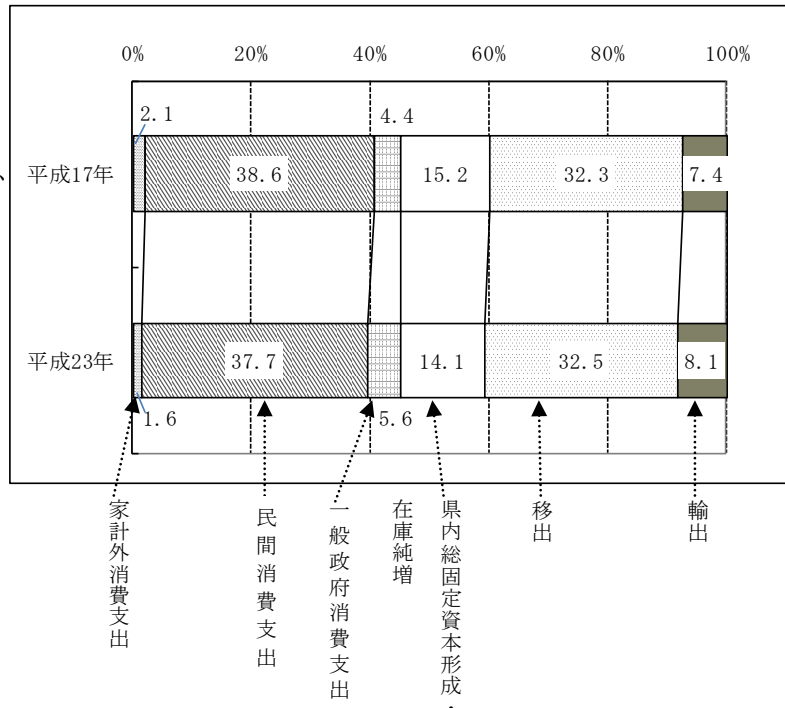 0% 20% 40% 60% 80% 100%
2.1 4.4
平成17年 38.6 15.2 32.3 7.4
平成23年 37.7 14.1 32.5 8.1
1.6 5.6
家計外消費支出
民間消費支出
一般政府消費支出
県内総固定資本形成・
在庫純増
移出
輸出